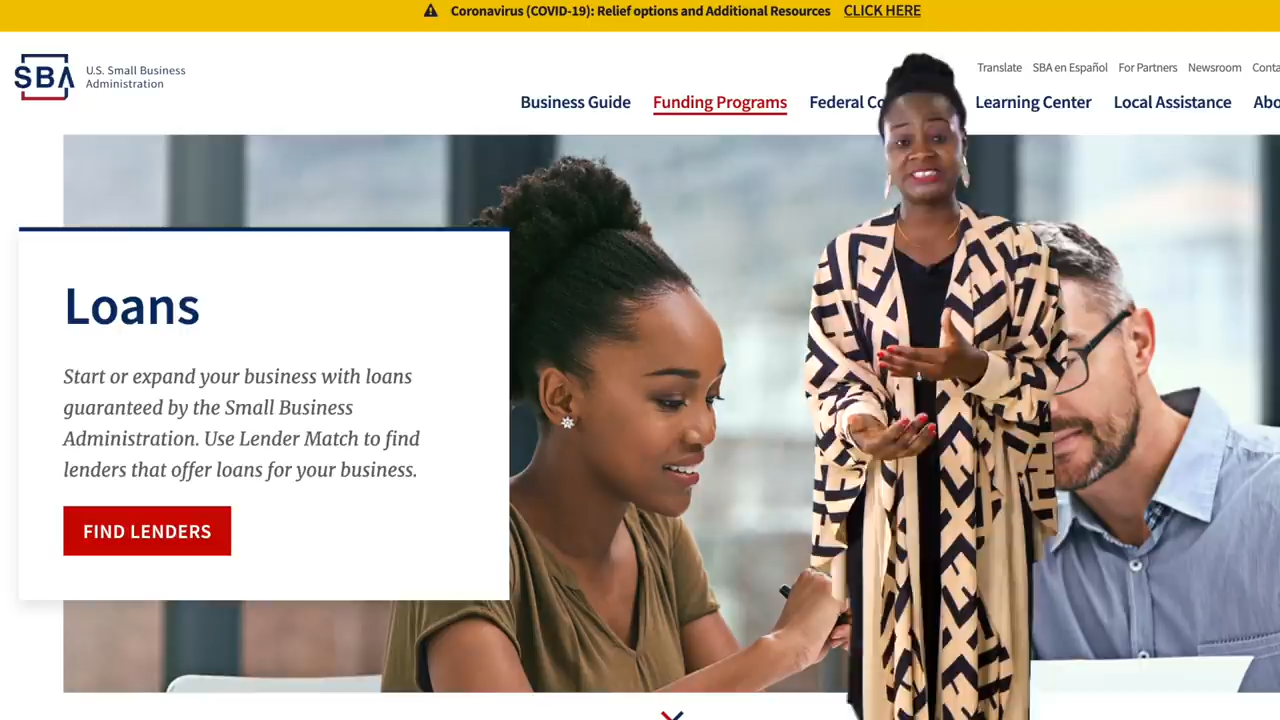 Coronavirus (COVID-19): Relief options and Additional Resources CLICK HERE
SBA
U.S. Small Business
Administration
Translate SBA en Español For Partners Newsroom
Business Guide Funding Programs Federal Learning Center Local Assistance
Loans
Start or expand your business with loans
guaranteed by the Small Business
Administration. Use Lender Match to find
lenders that offer loans for your business.
FIND LENDERS